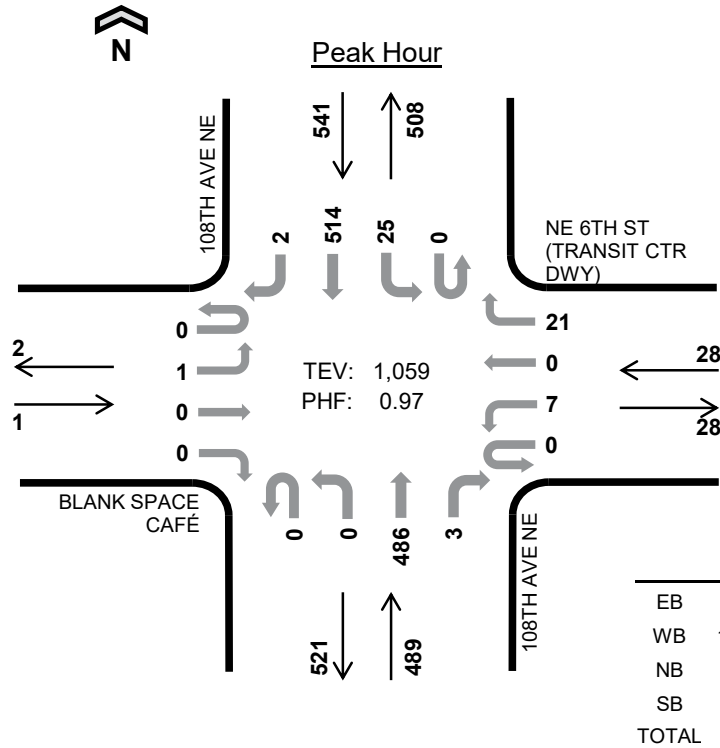 N
Peak Hour
541
508
108TH AVE NE
2
514
25
0
NE 6TH ST
(TRANSIT CTR
DWY)
0
21
2
1
TEV: 1,059
0
28
1
0
PHF: 0.97
7
28
0
0
BLANK SPACE
CAFÉ
0
0
486
3
108TH AVE NE
521
489
EB
WB
NB
SB
TOTAL